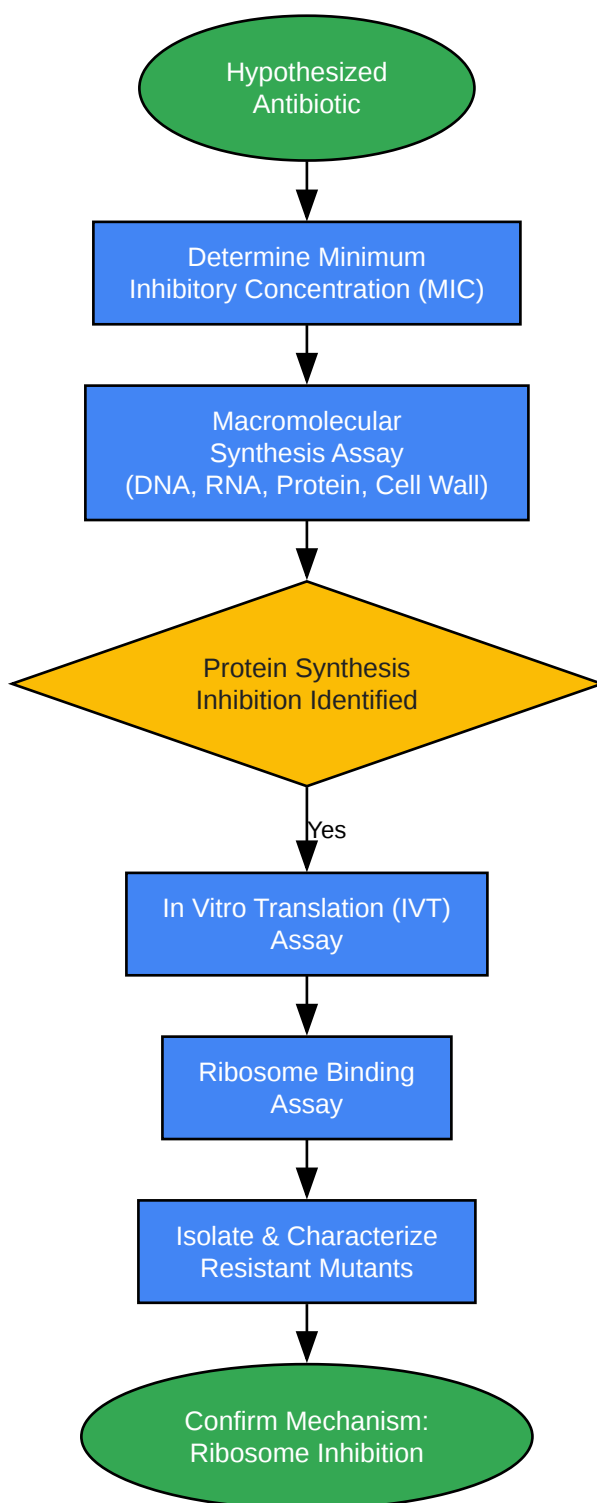 Hypothesized
Antibiotic
Determine Minimum
Inhibitory Concentration (MIC)
Macromolecular
Synthesis Assay
(DNA, RNA, Protein, Cell Wall)
Protein Synthesis
Inhibition Identified
Yes
In Vitro Translation (IVT)
Assay
Ribosome Binding
Assay
Isolate & Characterize
Resistant Mutants
Confirm Mechanism:
Ribosome Inhibition